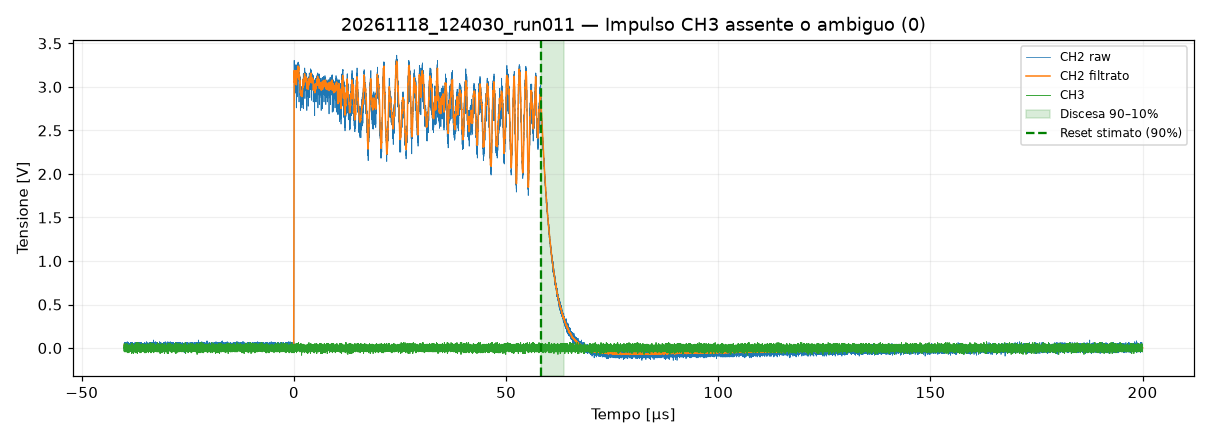 20261118_124030_run011 — Impulso CH3 assente o ambiguo (0)
Tensione [V]
3.5
3.0
2.5
2.0
1.5
1.0
0.5
0.0
CH2 raw
CH2 filtrato
CH3
Discesa 90–10%
Reset stimato (90%)
−50
0
50
100
150
200
Tempo [µs]